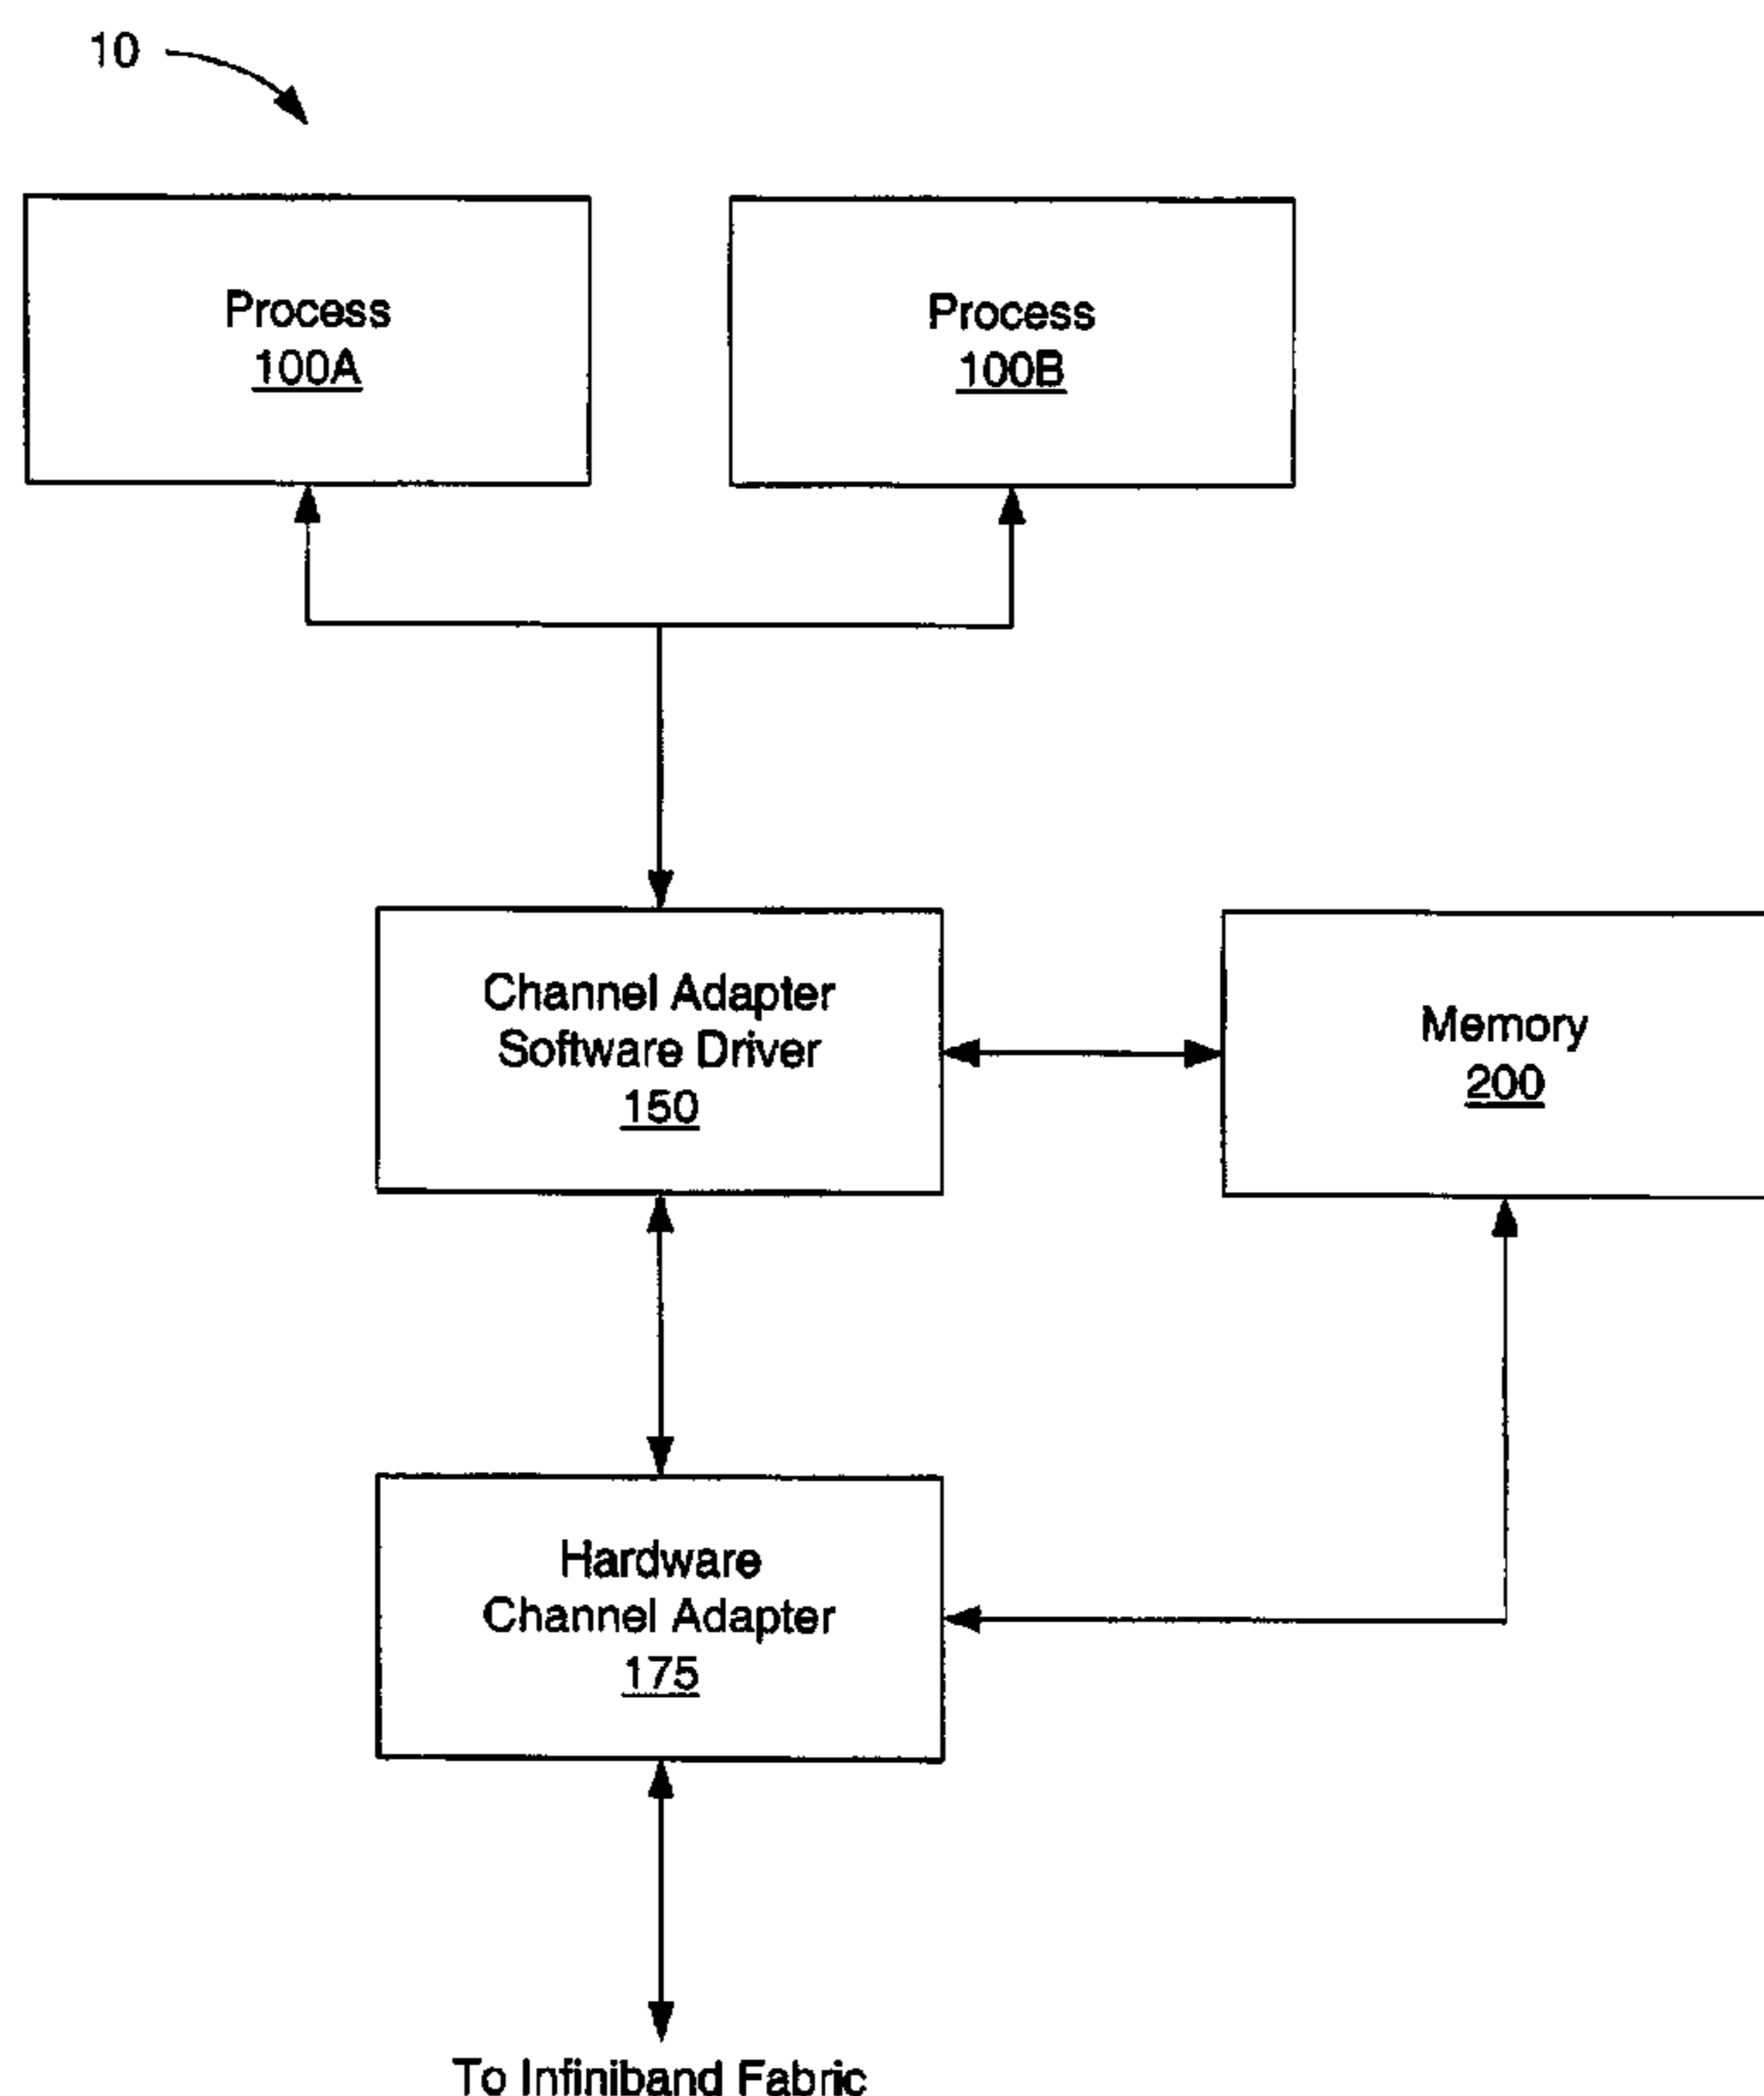 10
Process
100A
Process
100B
Channel Adapter
Software Driver
150
Memory
200
Hardware
Channel Adapter
175
To Infiniband Fabric